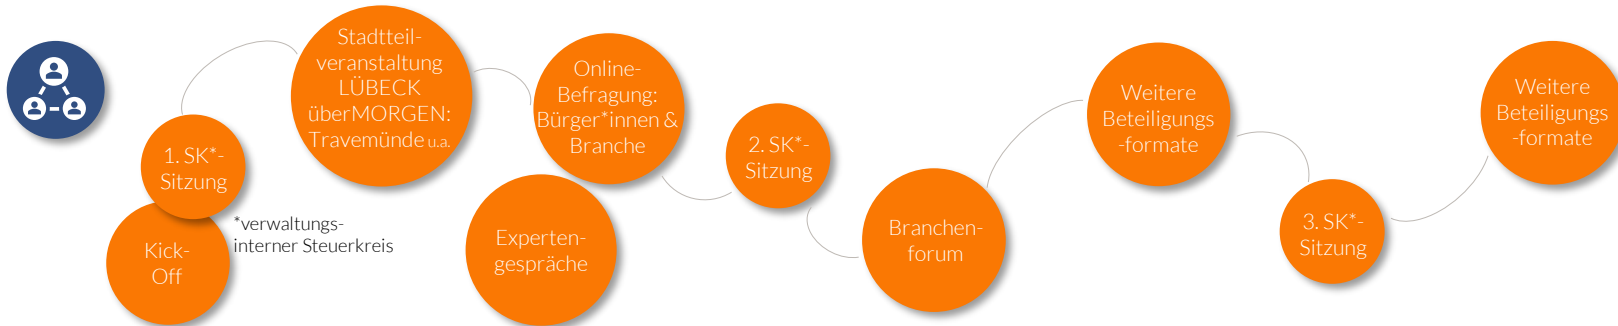 Kick-
Off
1. SK*-
Sitzung
*verwaltungs-
interner Steuerkreis
Stadtteil-
veranstaltung
LÜBECK
überMORGEN:
Travemünde u.a.
Online-
Befragung:
Bürger*innen &
Branche
Experten-
gespräche
2. SK*-
Sitzung
Branchen-
forum
Weitere
Beteiligungs
-formate
3. SK*-
Sitzung
Weitere
Beteiligungs
-formate